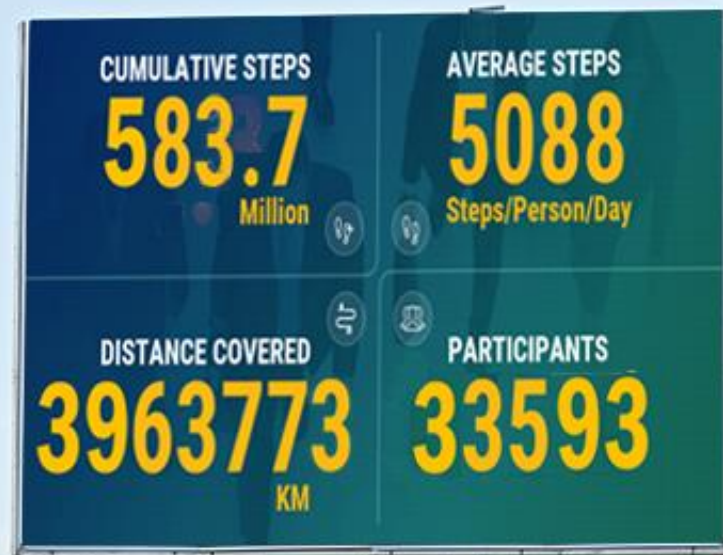 CUMULATIVE STEPS
583.7
Million
AVERAGE STEPS
5088
Steps/Person/Day
DISTANCE COVERED
3963773
KM
PARTICIPANTS
33593